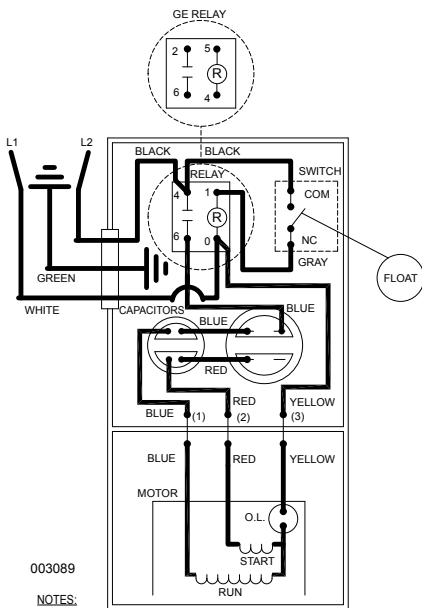 GE RELAY
2 5
R
6 4
L1 L2
BLACK BLACK
RELAY
SWITCH
4 1
COM
R
6 0
NC
GRAY
FLOAT
GREEN
WHITE
CAPACITORS
BLUE
BLUE
RED
BLUE (1) RED (2) YELLOW (3)
BLUE RED YELLOW
MOTOR
O.L.
START
RUN
003089
NOTES: